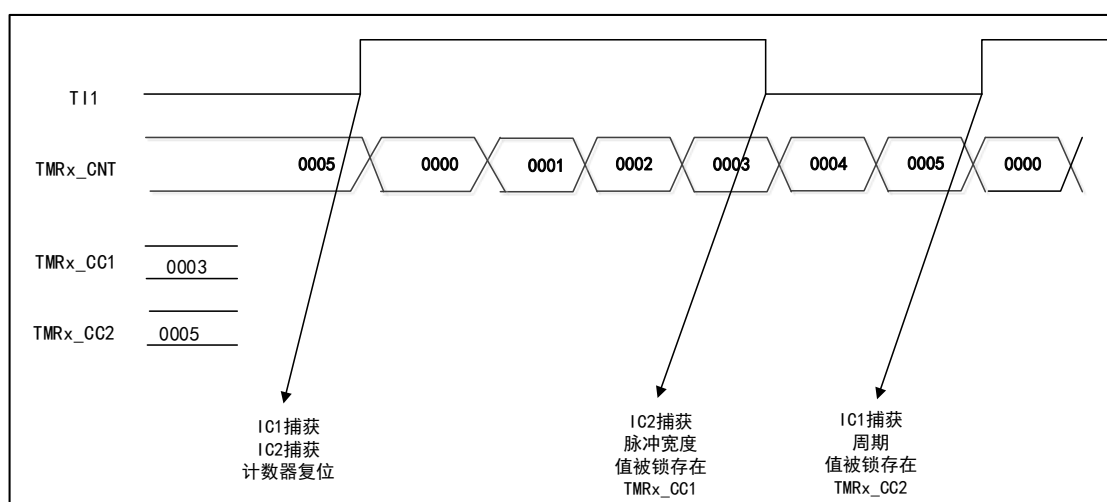 TI1
TMRx_CNT
0005 0000 0001 0002 0003 0004 0005 0000
TMRx_CC1
0003
TMRx_CC2
0005
IC1捕获
IC2捕获
计数器复位
IC2捕获
脉冲宽度
值被锁存在
TMRx_CC1
IC1捕获
周期
值被锁存在
TMRx_CC2